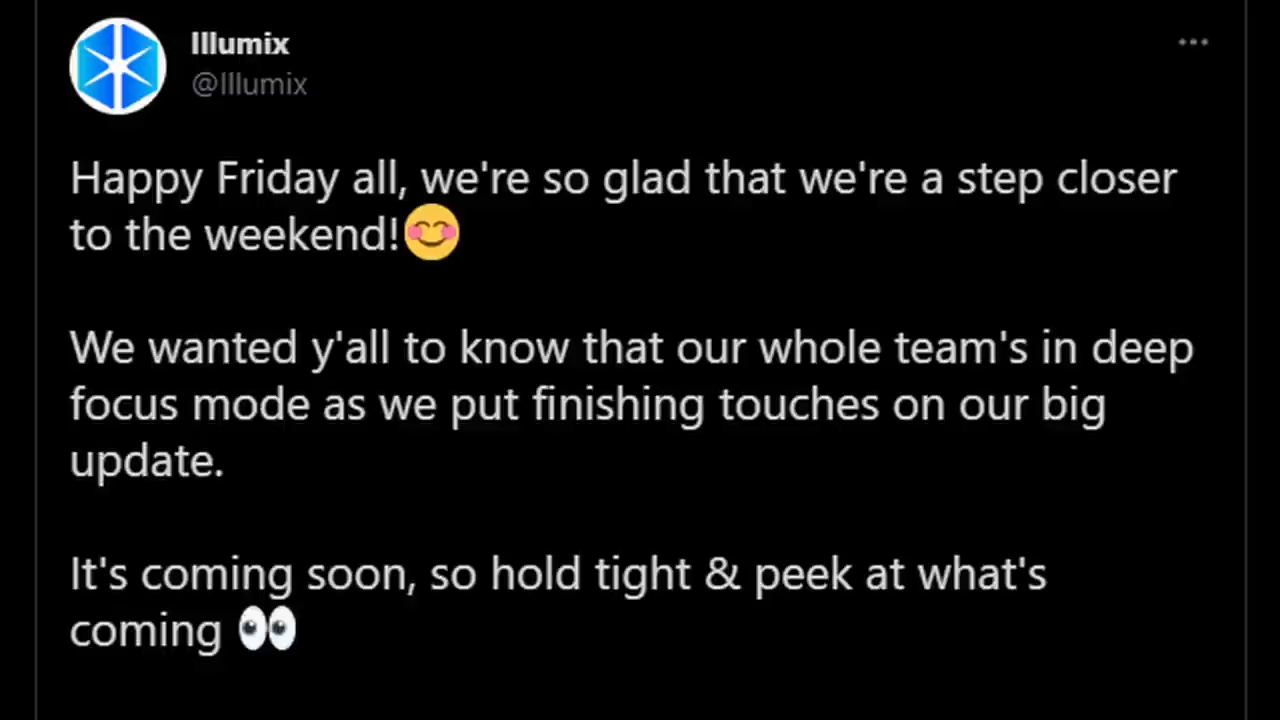 Illumix
@Illumix
Happy Friday all, we're so glad that we're a step closer
to the weekend!😊
We wanted y'all to know that our whole team's in deep
focus mode as we put finishing touches on our big
update.
It's coming soon, so hold tight & peek at what's
coming 👀